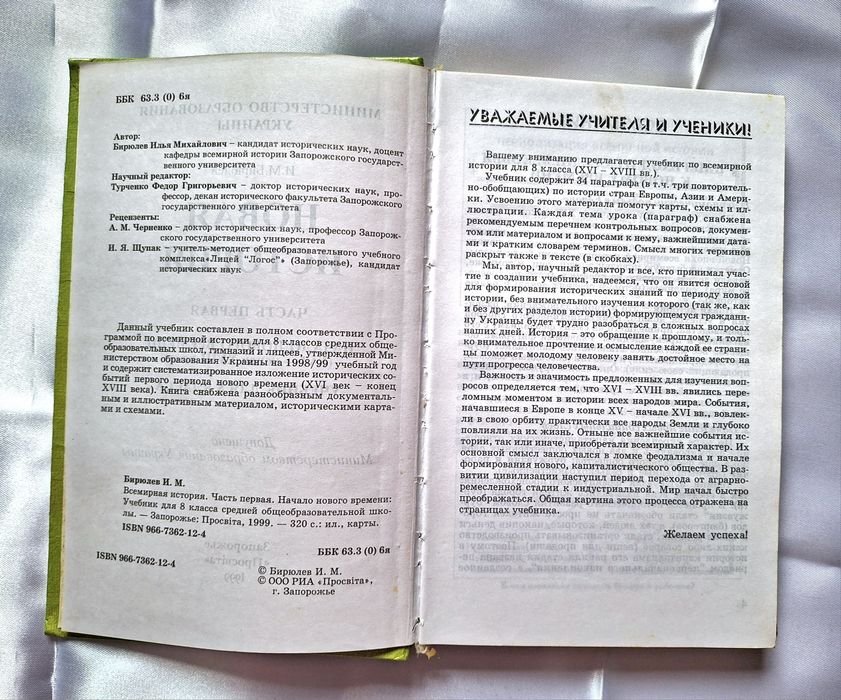 ББК 63.3 (0) 6я
Автор:
Бирюлев Илья Михайлович – кандидат исторических наук, доцент
кафедры всемирной истории Запорожского государст-
венного университета
Научный редактор:
Турченко Федор Григорьевич – доктор исторических наук, про-
фессор, декан исторического факультета Запорожского
государственного университета
Рецензенты:
А. М. Черненко – доктор исторических наук, профессор Запорож-
ского государственного университета
И. Я. Щупак – учитель-методист общеобразовательного учебного
комплекса«Лицей "Логос"» (Запорожье), кандидат
исторических наук
Данный учебник составлен в полном соответствии с Про-
граммой по всемирной истории для 8 классов средних обще-
образовательных школ, гимназий и лицеев, утверждённой Ми-
нистерством образования Украины на 1998/99 учебный год
и содержит систематизированное изложение исторических со-
бытий первого периода нового времени (XVI век – конец
XVIII века). Книга снабжена разнообразным документаль-
ным и иллюстративным материалом, историческими карта-
ми и схемами.
Бирюлев И. М.
Всемирная история. Часть первая. Начало нового времени:
Учебник для 8 класса средней общеобразовательной шко-
лы. — Запорожье: Просвіта, 1999. — 320 с.: ил., карты.
ISBN 966-7362-12-4
ББК 63.3 (0) 6я
ISBN 966-7362-12-4
© Бирюлев И. М.
© ООО РИА «Просвіта»,
г. Запорожье
УВАЖАЕМЫЕ УЧИТЕЛЯ И УЧЕНИКИ!
Вашему вниманию предлагается учебник по всемирной
истории для 8 класса (XVI – XVIII вв.).
Учебник содержит 34 параграфа (в т.ч. три повторитель-
но-обобщающих) по истории стран Европы, Азии и Амери-
ки. Усвоению этого материала помогут карты, схемы и ил-
люстрации. Каждая тема урока (параграф) снабжена
рекомендуемым перечнем контрольных вопросов, документ-
том или материалом и вопросами к нему, важнейшими дата-
ми и кратким словарем терминов. Смысл многих терминов
раскрыт также в тексте (в скобках).
Мы, автор, научный редактор и все, кто принимал учас-
тие в создании учебника, надеемся, что он явится основой
для формирования исторических знаний по периоду новой
истории, без внимательного изучения которого (так же, как
и без других разделов истории) формирующемуся граждани-
ну Украины будет трудно разобраться в сложных вопросах
наших дней. История – это обращение к прошлому, и толь-
ко внимательное прочтение и осмысление каждой ее страни-
цы поможет молодому человеку занять достойное место на
пути прогресса человечества.
Важность и значимость предложенных для изучения воп-
росов определяется тем, что XVI – XVIII вв. явились пере-
ломным моментом в истории всех народов мира. События,
начавшиеся в Европе в конце XV – начале XVI вв., вовлек-
ли в свою орбиту практически все народы Земли и глубоко
повлияли на их жизнь. Отныне все важнейшие события ис-
тории, так или иначе, приобретали всемирный характер. Их
основной смысл заключался в ломке феодализма и начале
формирования нового, капиталистического общества. В раз-
витии цивилизации наступил период перехода от аграрно-
ремесленной стадии к индустриальной. Мир начал быстро
преображаться. Общая картина этого процесса отражена на
страницах учебника.
Желаем успеха!